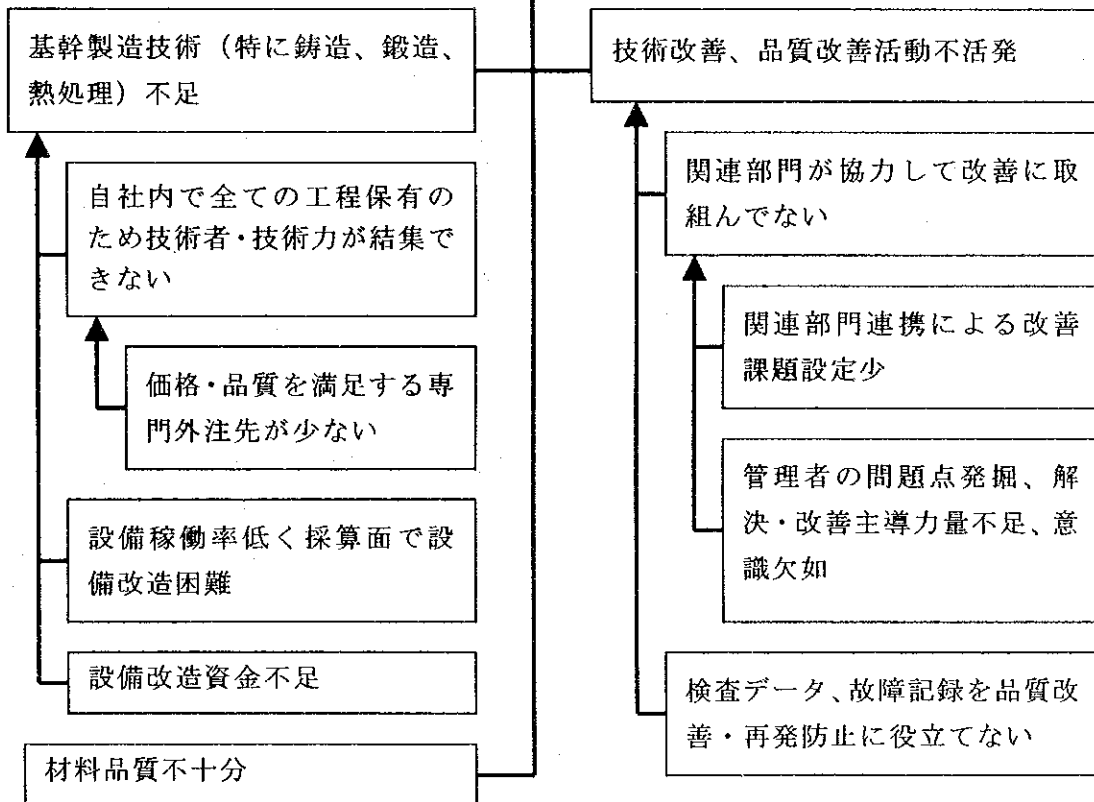 基幹製造技術（特に鋳造、鍛造、
熱処理）不足
自社内で全ての工程保有の
ため技術者・技術力が結集で
きない
価格・品質を満足する専
門外注先が少ない
設備稼働率低く採算面で設
備改造困難
設備改造資金不足
材料品質不十分
技術改善、品質改善活動不活発
関連部門が協力して改善に取
組んでない
関連部門連携による改善
課題設定少
管理者の問題点発掘、解
決・改善主導力量不足、意
識欠如
検査データ、故障記録を品質改
善・再発防止に役立てない